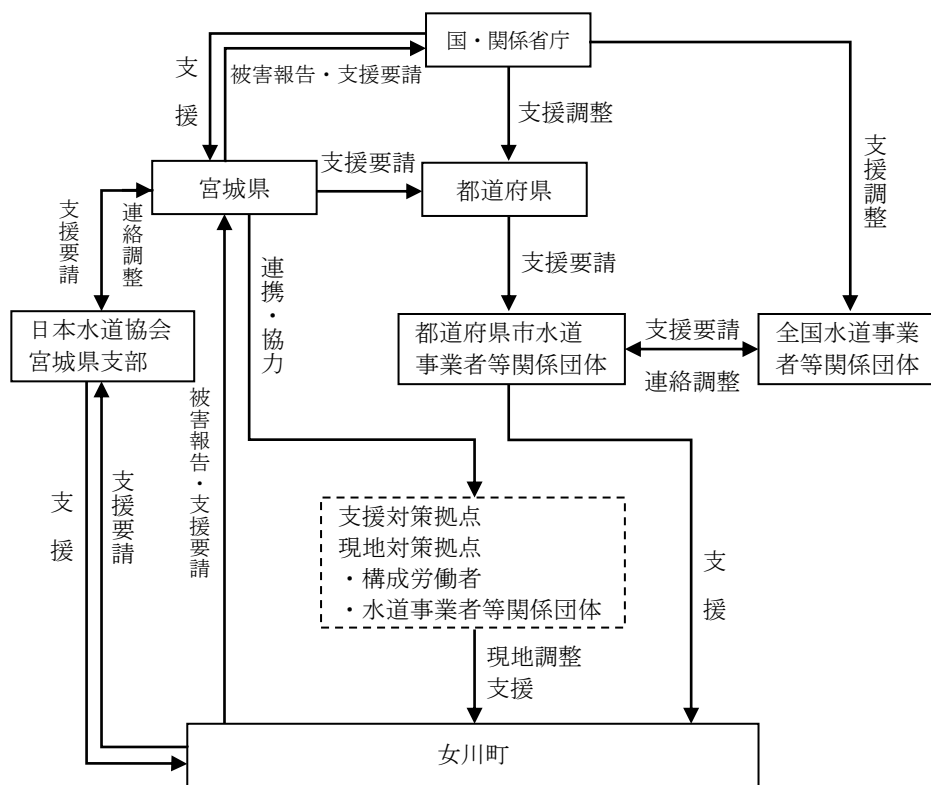 国・関係省庁
支援
被害報告・支援要請
支援調整
支援調整
宮城県
支援要請
都道府県
支援要請
連絡調整
連携・協力
支援要請
日本水道協会
宮城県支部
都道府県市水道
事業者等関係団体
支援要請
連絡調整
全国水道事業
者等関係団体
被害報告・支援要請
支援
支援要請
支援対策拠点
現地対策拠点
・構成労働者
・水道事業者等関係団体
支援
現地調整
支援
女川町